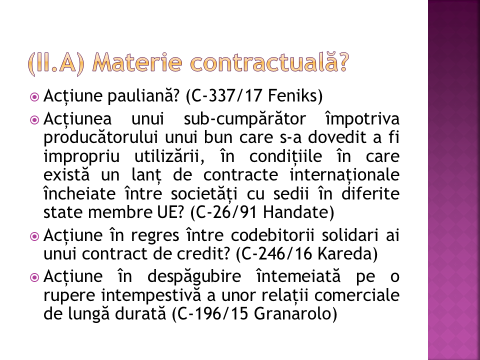 (II.A) Materie contractuală?
Acțiune pauliană? (C-337/17 Feniks)
Acțiunea unui sub-cumpărător împotriva
producătorului unui bun care s-a dovedit a fi
impropriu utilizării, în condițiile în care
există un lanț de contracte internaționale
încheiate între societăți cu sedii în diferite
state membre UE? (C-26/91 Handate)
Acțiune în regres între codebitorii solidari ai
unui contract de credit? (C-246/16 Kareda)
Acțiune în despăgubire întemeiată pe o
rupere intempestivă a unor relații comerciale
de lungă durată (C-196/15 Granarolo)